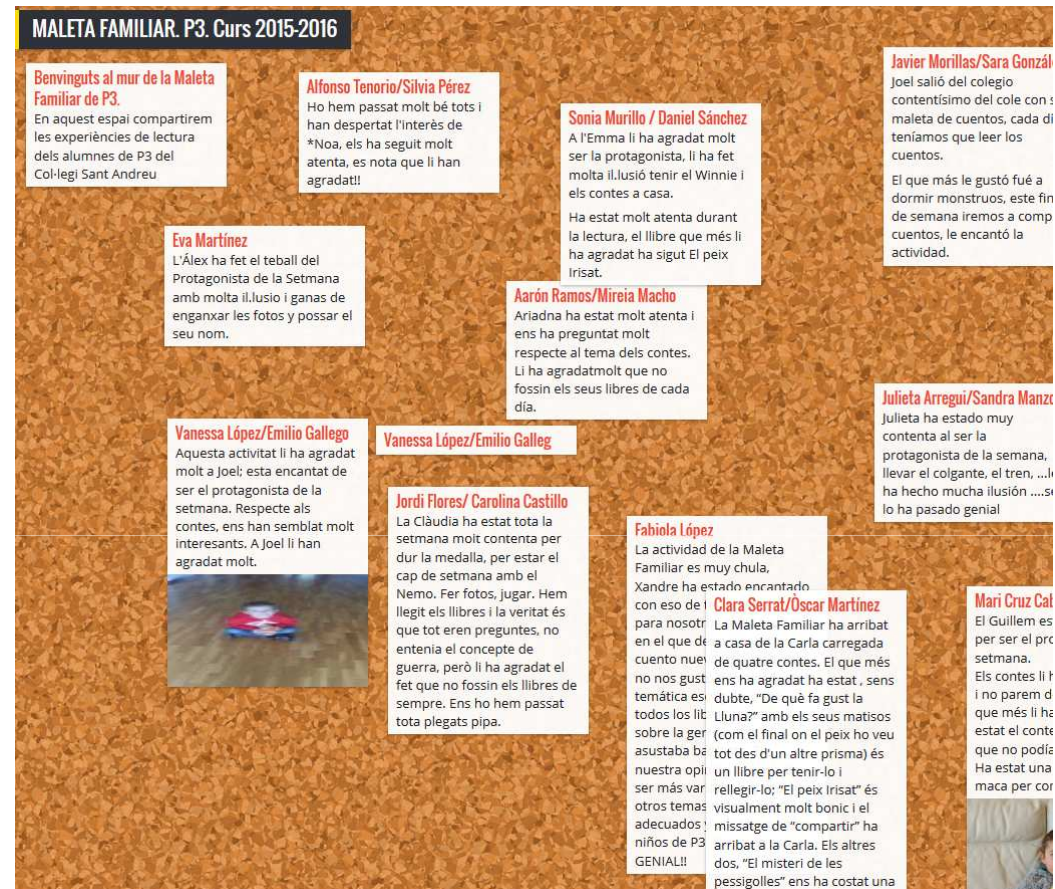 MALETA FAMILIAR. P3. Curs 2015-2016
Benvinguts al mur de la Maleta
Familiar de P3.
En aquest espai compartirem
les experiències de lectura
dels alumnes de P3 del
Col·legi Sant Andreu
Alfonso Tenorio/Silvia Pérez
Ho hem passat molt bé tots i
han despertat l'interès de
*Noa, els ha seguit molt
atenta, es nota que li han
agradat!!
Sonia Murillo / Daniel Sánchez
A l'Emma li ha agradat molt
ser la protagonista, li ha fet
molta il.lusió tenir el Winnie i
els contes a casa.
Ha estat molt atenta durant
la lectura, el llibre que més li
ha agradat ha sigut El peix
Irisat.
Javier Morillas/Sara
Joel salió del colegio
contentísimo del cole con
maleta de cuentos, cada
teníamos que leer los
cuentos.
El que más le gustó fué a
dormir monstruos, este
de semana iremos a
cuentos, le encantó la
actividad.
Eva Martínez
L'Álex ha fet el teball del
Protagonista de la Setmana
amb molta il.lusio i ganas de
enganxar les fotos y possar el
seu nom.
Aarón Ramos/Mireia Macho
Ariadna ha estat molt atenta i
ens ha preguntat molt
respecte al tema dels contes.
Li ha agradatmolt que no
fossin els seus libres de cada
día.
Julieta Arregui/Sandra
Julieta ha estado muy
contenta al ser la
protagonista de la semana,
llevar el colgante, el tren,
ha hecho mucha ilusión
lo ha pasado genial
Vanessa López/Emilio Gallego
Aquesta activitat li ha agradat
molt a Joel; esta encantat de
ser el protagonista de la
setmana. Respecte als
contes, ens han semblat molt
interesants. A Joel li han
agradat molt.
Vanessa López/Emilio Galleg
Jordi Flores/ Carolina Castillo
La Clàudia ha estat tota la
setmana molt contenta per
dur la medalla, per estar el
cap de setmana amb el
Nemo. Fer fotos, jugar. Hem
llegit els llibres i la veritat és
que tot eren preguntes, no
entenia el concepte de
guerra, però li ha agradat el
fet que no fossin els llibres de
sempre. Ens ho hem passat
tota plegats pipa.
Fabiola López
La actividad de la Maleta
Familiar es muy chula,
Xandre ha estado encantado
con eso de
para
en el que
cuento
no nos
temática
todos los
sobre la
asustaba
nuestra
ser más
otros temas
adecuados
niños de P3
GENIAL!!
Clara Serrat/Òscar Martínez
La Maleta Familiar ha arribat
a casa de la Carla carregada
de quatre contes. El que més
ens ha agradat ha estat , sens
dubte, "De què fa gust la
Lluna?" amb els seus matisos
(com el final on el peix ho veu
tot des d'un altre prisma) és
un llibre per tenir-lo i
rellegir-lo; "El peix Irisat" és
visualment molt bonic i el
missatge de "compartir" ha
arribat a la Carla. Els altres
dos, "El misteri de les
pessigolles" ens ha costat una
Mari Cruz
El Guillem
per ser el
setmana.
Els contes li
i no parem
que més li
estat el
que no podía
Ha estat una
maca per